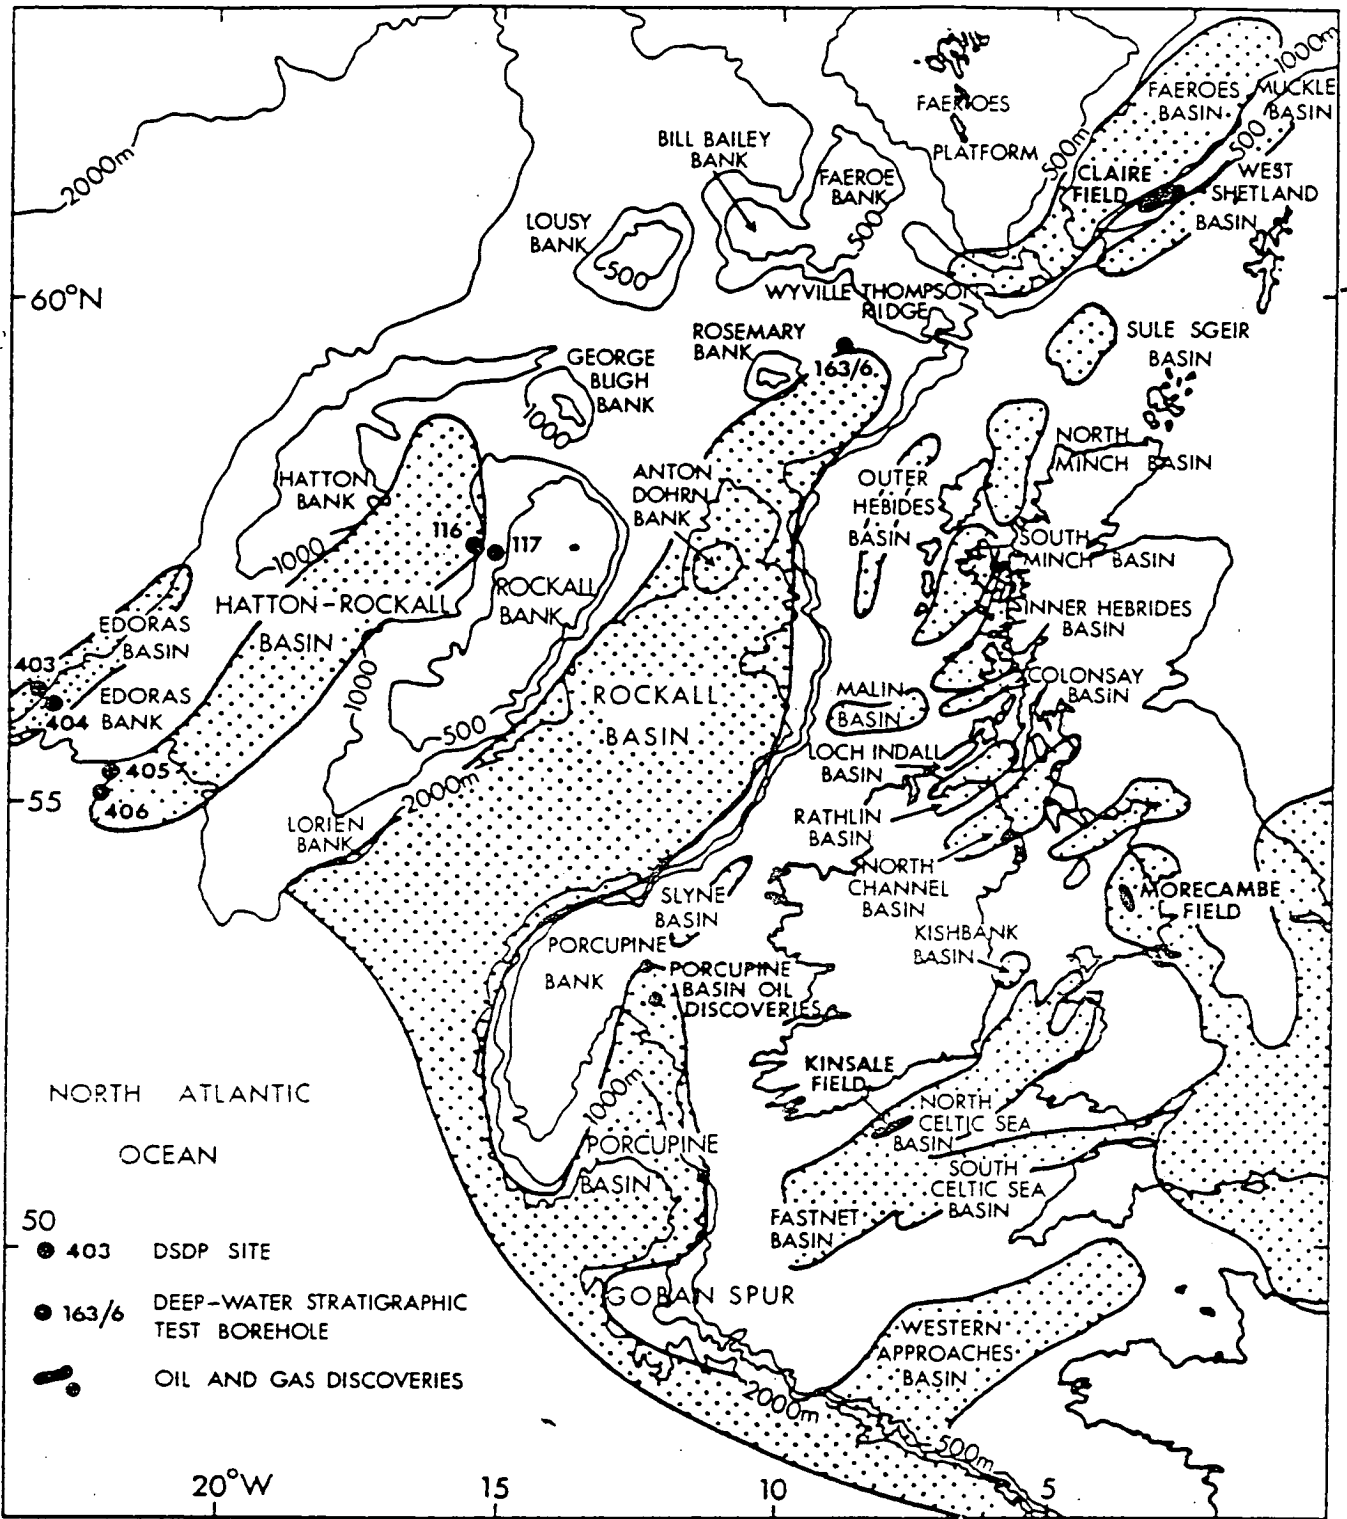 1000m
FAEROES
BASIN
MUCKLE
BASIN
FAEROES
PLATFORM
500m
500
BILL BAILEY
BANK
2000m
FAEROE
BANK
500
CLAIRE
FIELD
WEST
SHETLAND
BASIN
LOUSY
BANK
500
60°N
WYVILLE THOMPSON
RIDGE
ROSEMARY
BANK
163/6
SULE SGEIR
BASIN
GEORGE
BLIGH
BANK
1000
NORTH
MINCH BASIN
HATTON
BANK
ANTON
DOHRN
BANK
OUTER
HEBIDES
BASIN
116
117
1000
SOUTH
MINCH BASIN
ROCKALL
BANK
HATTON-ROCKALL
BASIN
INNER HEBRIDES
BASIN
EDORAS
BASIN
403
404
EDORAS
BANK
1000
500
ROCKALL
BASIN
MALIN
BASIN
COLONSAY
BASIN
LOCH INDALL
BASIN
405
406
55
2000m
LORIEN
BANK
RATHLIN
BASIN
NORTH
CHANNEL
BASIN
SLYNE
BASIN
MORECAMBE
FIELD
KISHBANK
BASIN
PORCUPINE
BANK
PORCUPINE
BASIN OIL
DISCOVERIES
KINSALE
FIELD
1000m
NORTH ATLANTIC
OCEAN
NORTH
CELTIC SEA
BASIN
PORCUPINE
BASIN
SOUTH
CELTIC SEA
BASIN
FASTNET
BASIN
50
403 DSDP SITE
163/6 DEEP-WATER STRATIGRAPHIC
TEST BOREHOLE
OIL AND GAS DISCOVERIES
GOBAN SPUR
WESTERN
APPROACHES
BASIN
2000m
500m
20°W
15
10
5